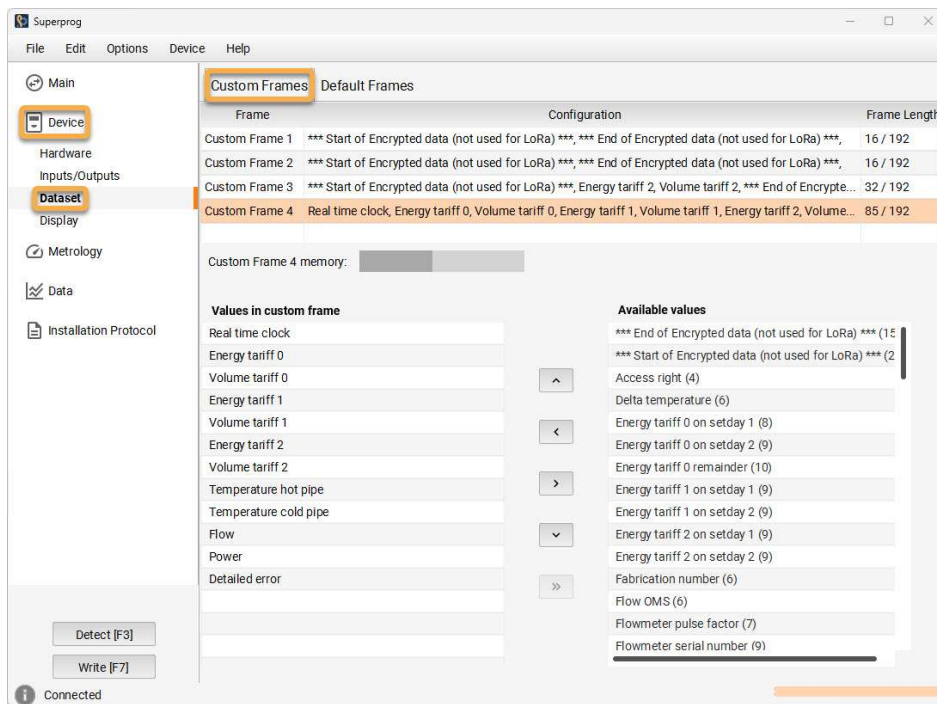 Superprog
File Edit Options Device Help
Main
Device
Hardware
Inputs/Outputs
Dataset
Display
Metrology
Data
Installation Protocol
Detect [F3]
Write [F7]
Connected
Custom Frames Default Frames
Frame Configuration Frame Length
Custom Frame 1 *** Start of Encrypted data (not used for LoRa) ***, *** End of Encrypted data (not used for LoRa) ***, 16 / 192
Custom Frame 2 *** Start of Encrypted data (not used for LoRa) ***, *** End of Encrypted data (not used for LoRa) ***, 16 / 192
Custom Frame 3 *** Start of Encrypted data (not used for LoRa) ***, Energy tariff 2, Volume tariff 2, *** End of Encrypte... 32 / 192
Custom Frame 4 Real time clock, Energy tariff 0, Volume tariff 0, Energy tariff 1, Volume tariff 1, Energy tariff 2, Volume... 85 / 192
Custom Frame 4 memory:
Values in custom frame
Real time clock
Energy tariff 0
Volume tariff 0
Energy tariff 1
Volume tariff 1
Energy tariff 2
Volume tariff 2
Temperature hot pipe
Temperature cold pipe
Flow
Power
Detailed error
Available values
*** End of Encrypted data (not used for LoRa) *** (15
*** Start of Encrypted data (not used for LoRa) *** (2
Access right (4)
Delta temperature (6)
Energy tariff 0 on setday 1 (8)
Energy tariff 0 on setday 2 (9)
Energy tariff 0 remainder (10)
Energy tariff 1 on setday 1 (9)
Energy tariff 1 on setday 2 (9)
Energy tariff 2 on setday 1 (9)
Energy tariff 2 on setday 2 (9)
Fabrication number (6)
Flow OMS (6)
Flowmeter pulse factor (7)
Flowmeter serial number (9)